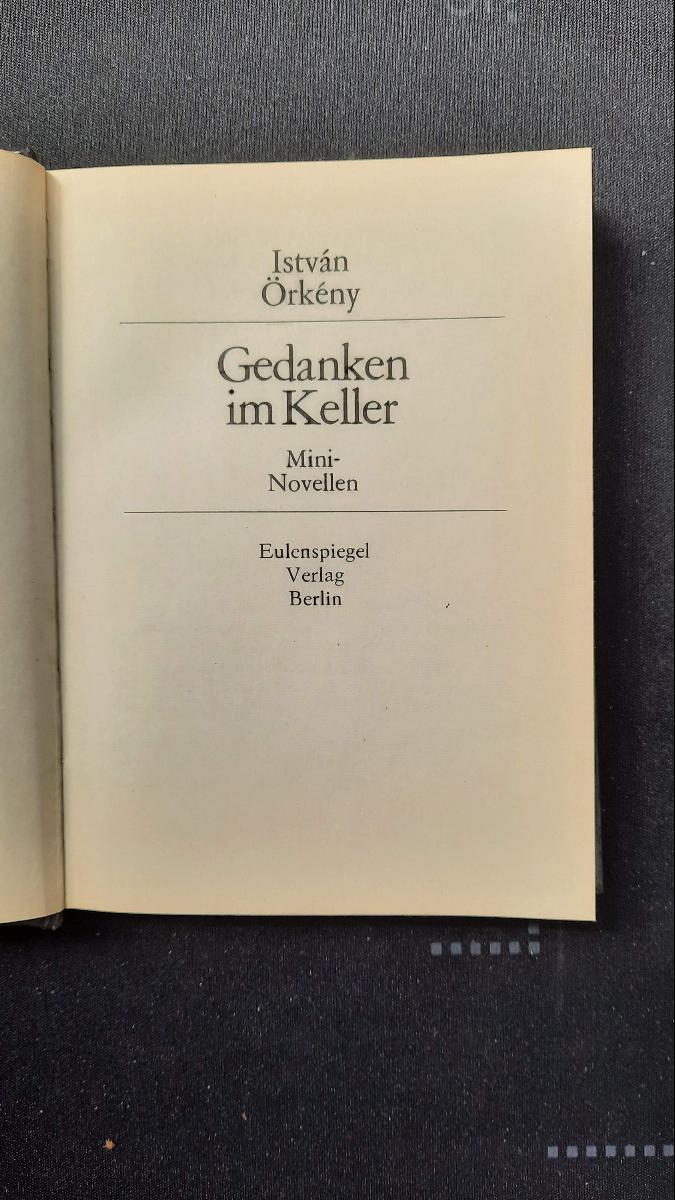 István
Örkény
Gedanken
im Keller
Mini-
Novellen
Eulenspiegel
Verlag
Berlin